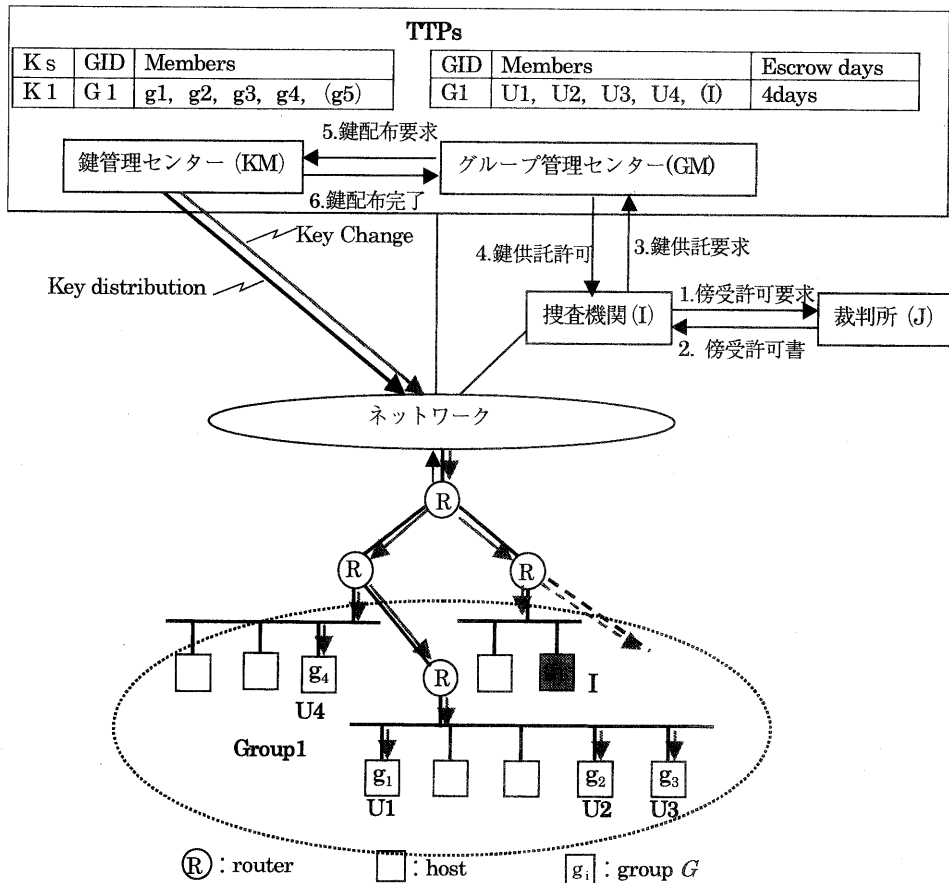 TTPs
Ks GID Members
K1 G1 g1, g2, g3, g4, (g5)
GID Members Escrow days
G1 U1, U2, U3, U4, (I) 4days
5.鍵配布要求
鍵管理センター(KM)
グループ管理センター(GM)
6.鍵配布完了
Key Change
Key distribution
4.鍵供託許可
3.鍵供託要求
1.傍受許可要求
捜査機関(I)
裁判所(J)
2. 傍受許可書
ネットワーク
R
R
R
g4
R
I
U4
Group1
g1
g2
g3
U1
U2
U3
R : router
: host
gi : group G